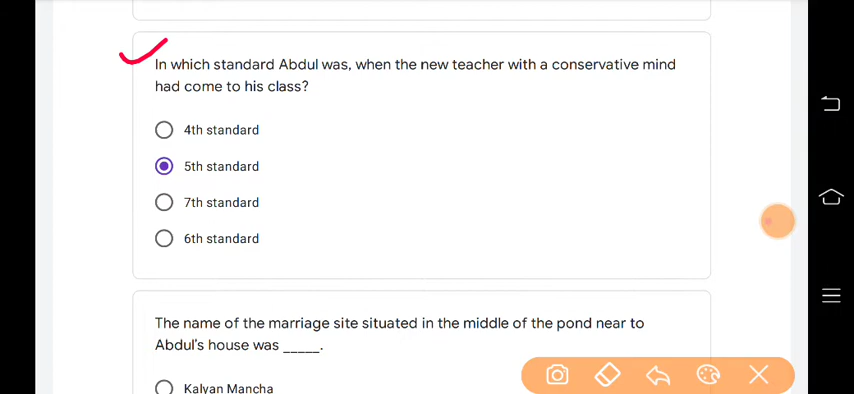 In which standard Abdul was, when the new teacher with a conservative mind
had come to his class?
4th standard
5th standard
7th standard
6th standard
The name of the marriage site situated in the middle of the pond near to
Abdul's house was _____.
Kalyan Mancha